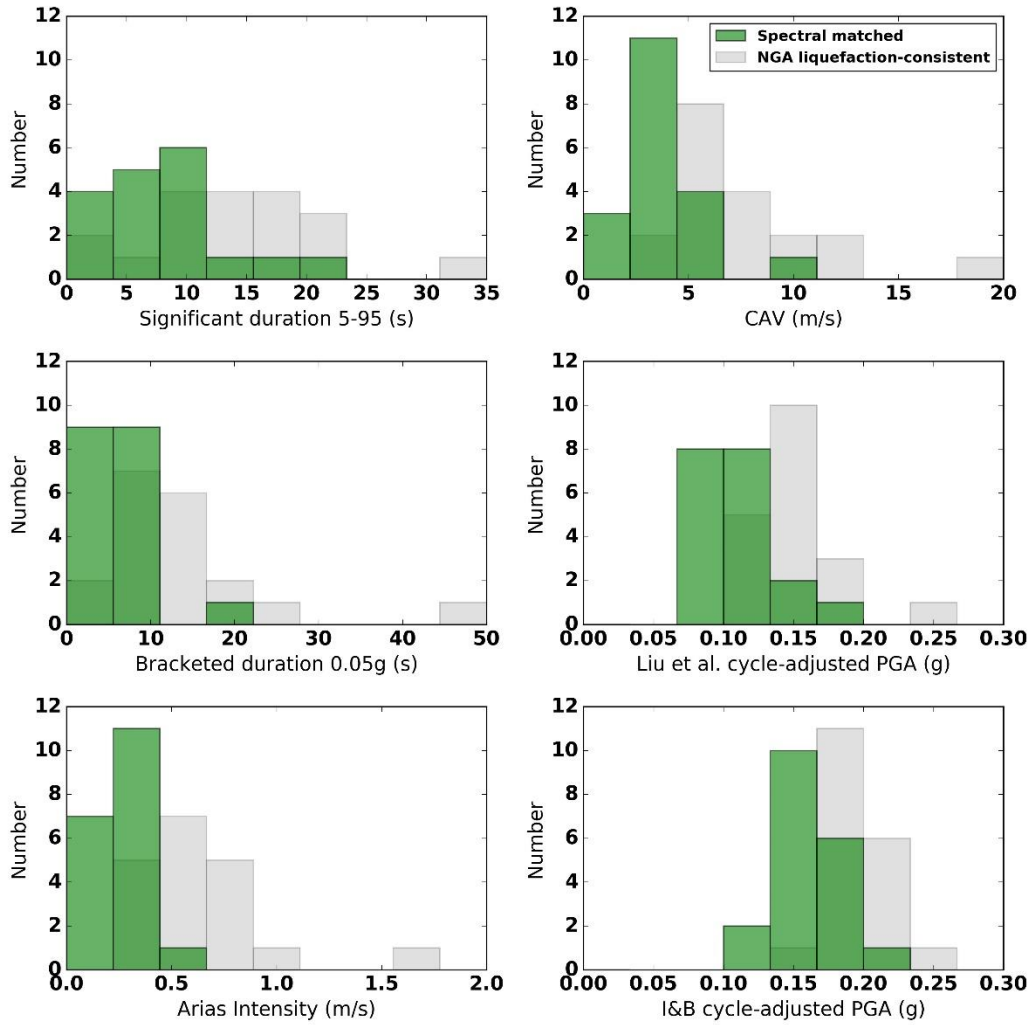 12
10
8
6
4
2
0
Number
0 5 10 15 20 25 30 35
Significant duration 5-95 (s)
12
10
8
6
4
2
0
Number
Spectral matched
NGA liquefaction-consistent
0 5 10 15 20
CAV (m/s)
12
10
8
6
4
2
0
Number
0 10 20 30 40 50
Bracketed duration 0.05g (s)
12
10
8
6
4
2
0
Number
0.00 0.05 0.10 0.15 0.20 0.25 0.30
Liu et al. cycle-adjusted PGA (g)
12
10
8
6
4
2
0
Number
0.0 0.5 1.0 1.5 2.0
Arias Intensity (m/s)
12
10
8
6
4
2
0
Number
0.00 0.05 0.10 0.15 0.20 0.25 0.30
I&B cycle-adjusted PGA (g)